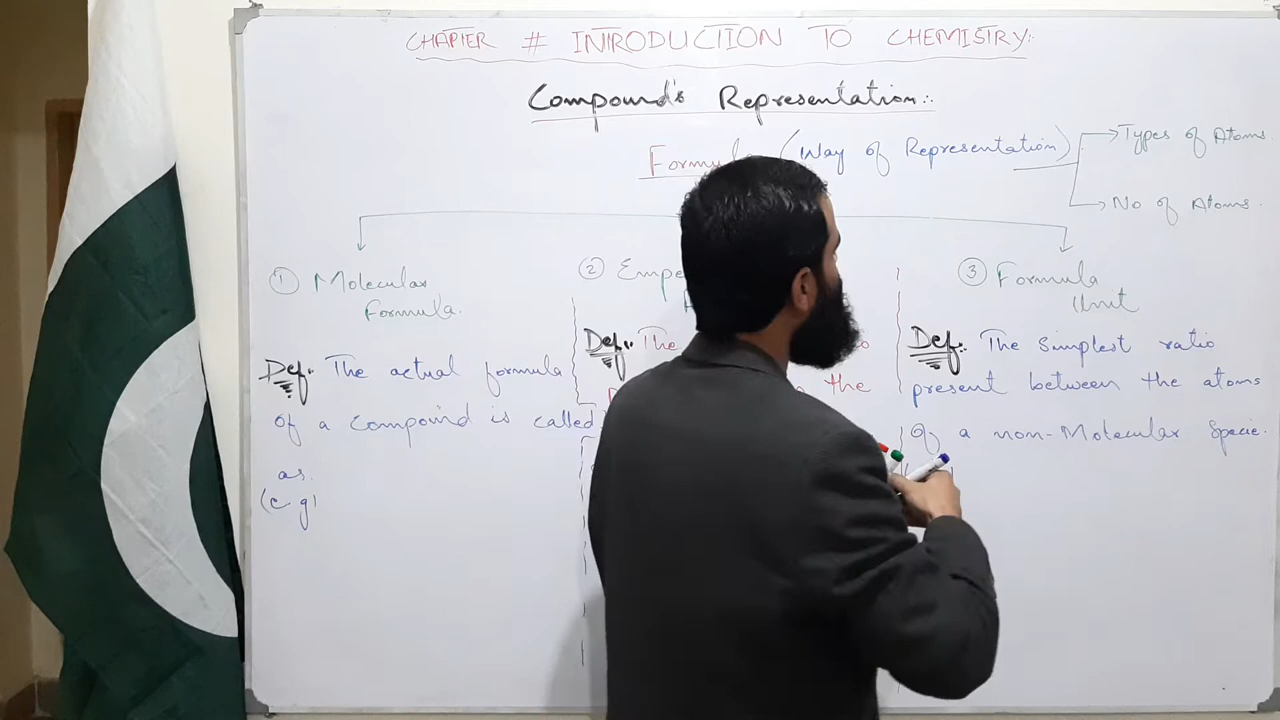 CHAPTER # INTRODUCTION TO CHEMISTRY:
Compound's Representation:
(Way of Representation)
Types of Atoms
No of Atoms.
① Molecular
Formula.
Def: The actual formula
of a compound is called
as.
(e.g)
②
Def: The
the
③ Formula
Unit
Def: The simplest ratio
present between the atoms
of a non-Molecular Specie.